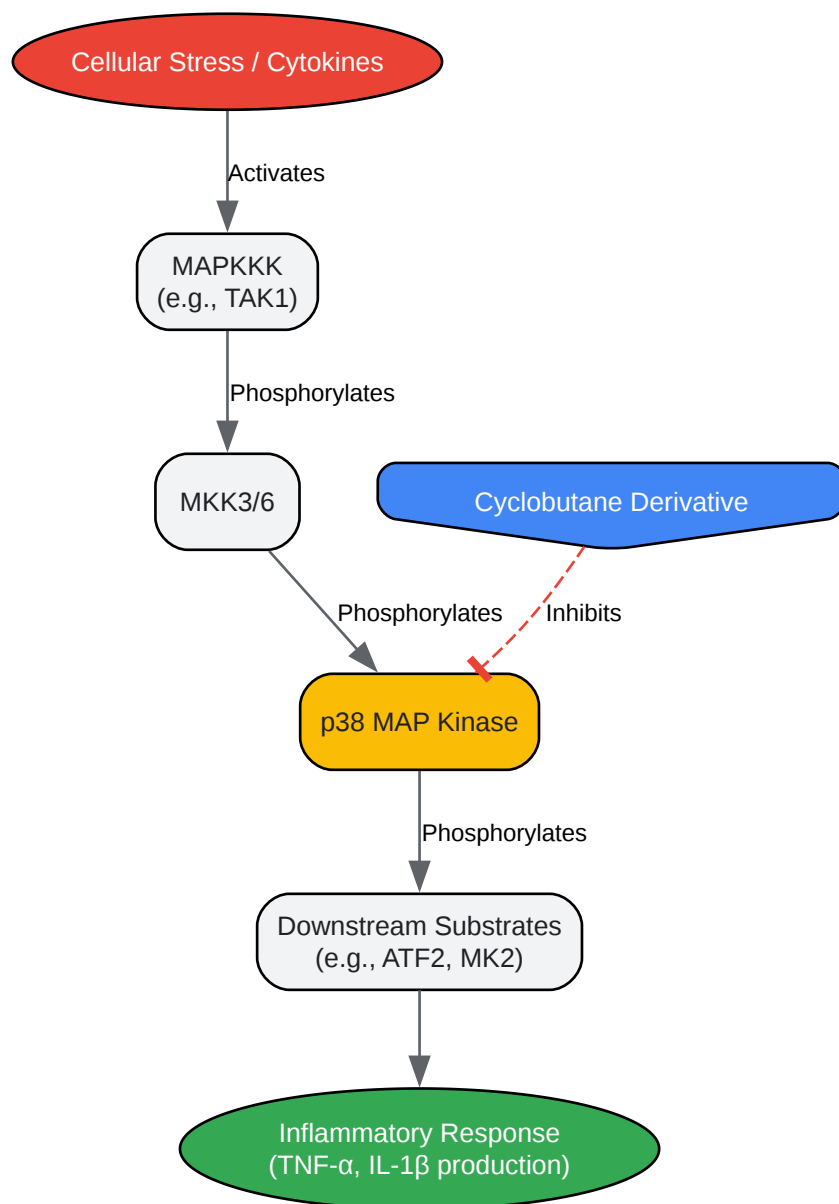 Cellular Stress / Cytokines
Activates
MAPKKK
(e.g., TAK1)
Phosphorylates
MKK3/6
Cyclobutane Derivative
Phosphorylates
Inhibits
p38 MAP Kinase
Phosphorylates
Downstream Substrates
(e.g., ATF2, MK2)
Inflammatory Response
(TNF-α, IL-1β production)